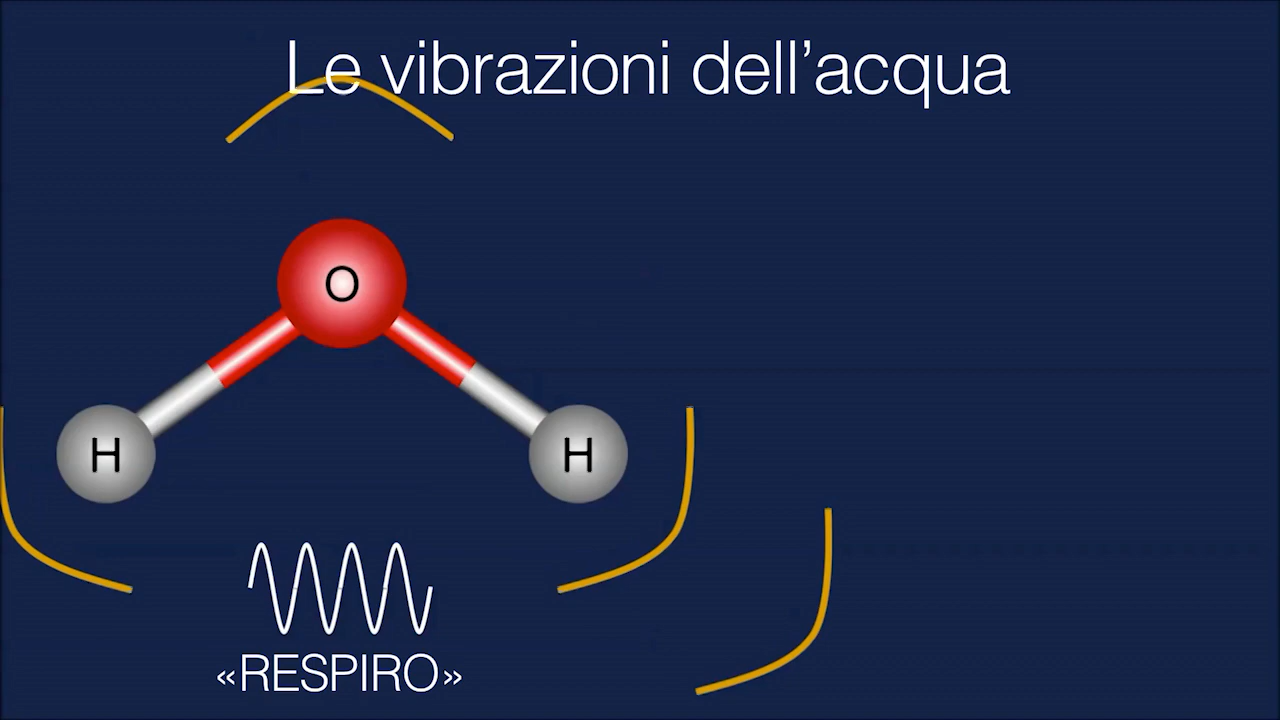 Le vibrazioni dell’acqua
O
H H
«RESPIRO»